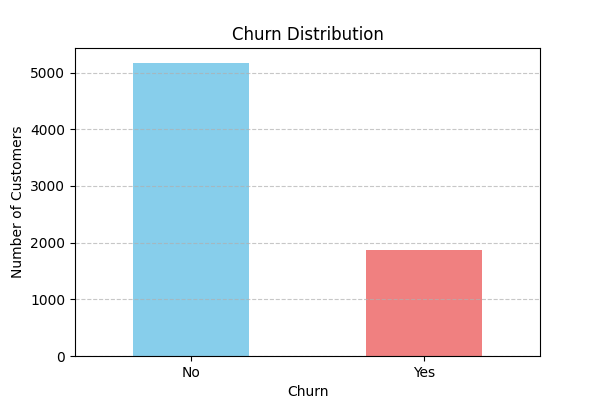 Churn Distribution
Number of Customers
5000
4000
3000
2000
1000
0
No
Yes
Churn